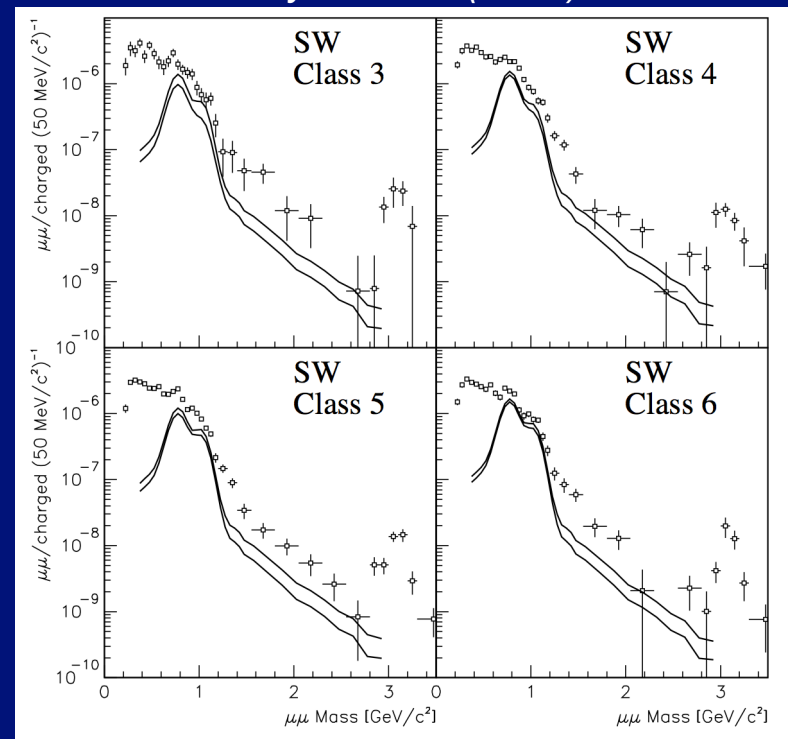 SW
Class 3
SW
Class 4
μμ/charged (50 MeV/c²)⁻¹
10⁻⁶
10⁻⁷
10⁻⁸
10⁻⁹
10⁻¹⁰
SW
Class 5
SW
Class 6
μμ/charged (50 MeV/c²)⁻¹
10⁻⁶
10⁻⁷
10⁻⁸
10⁻⁹
10⁻¹⁰
0 1 2 3 0 1 2 3
μμ Mass [GeV/c²] μμ Mass [GeV/c²]